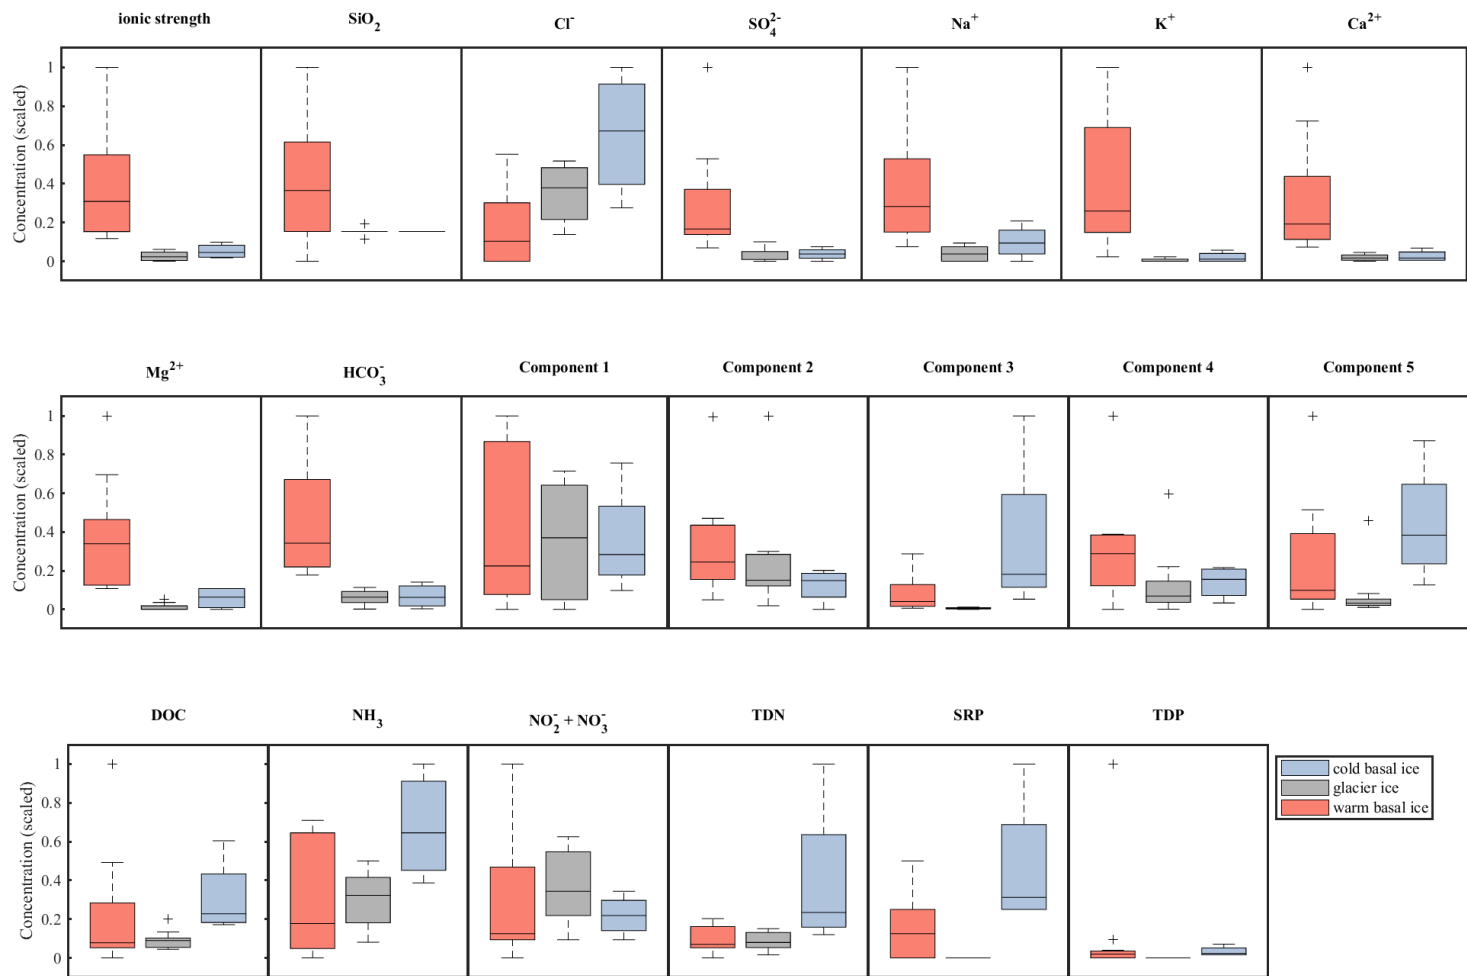 ionic strength SiO2 Cl- SO4^2- Na+ K+ Ca2+
Concentration (scaled)
1
0.8
0.6
0.4
0.2
0
Mg2+ HCO3- Component 1 Component 2 Component 3 Component 4 Component 5
Concentration (scaled)
1
0.8
0.6
0.4
0.2
0
DOC NH3 NO2- + NO3- TDN SRP TDP
Concentration (scaled)
1
0.8
0.6
0.4
0.2
0
cold basal ice
glacier ice
warm basal ice